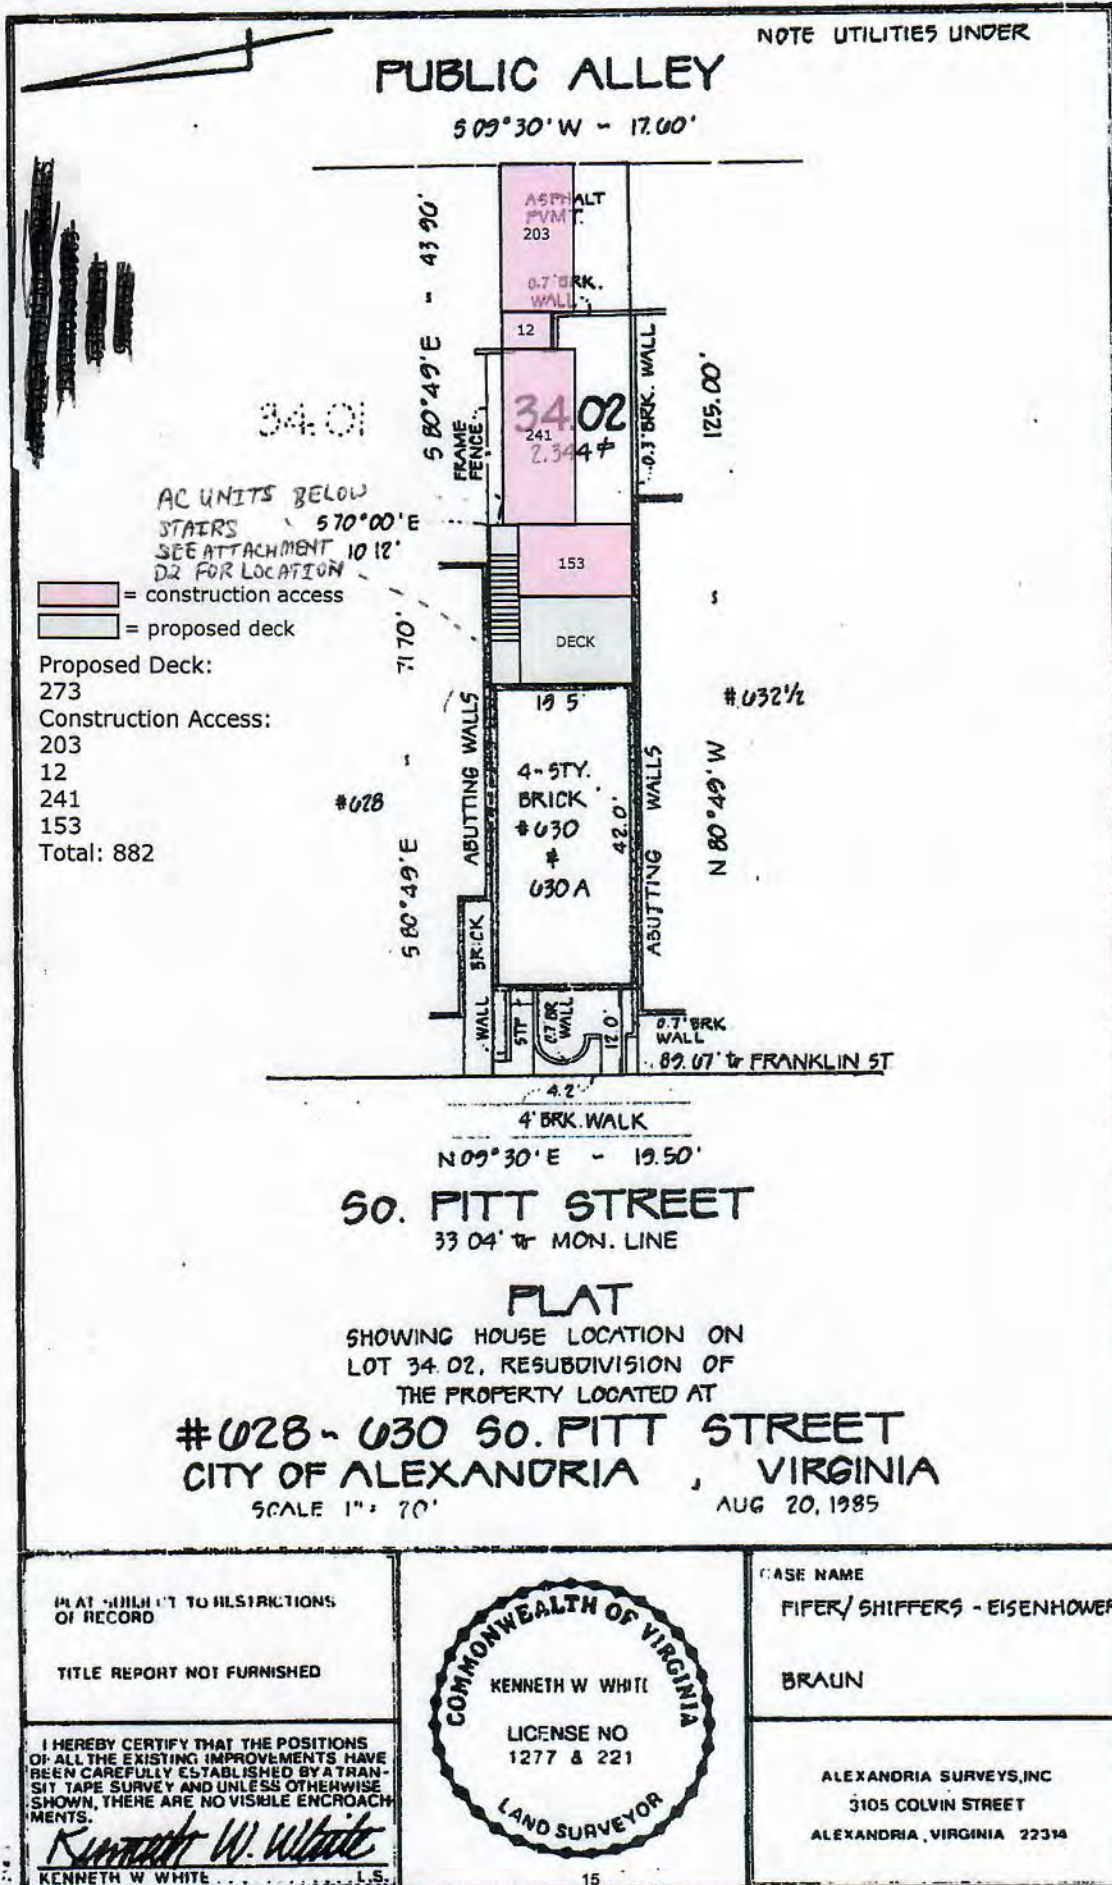 NOTE UTILITIES UNDER
PUBLIC ALLEY
S 09°30' W ~ 17.60'
S 80°49' E = 43 90'
ASPHALT
PVMT.
203
0.7' BRK.
WALL
12
0.3' BRK. WALL
125.00'
34.01
FRAME
FENCE
34.02
241
2.344 #
AC UNITS BELOW
STAIRS
SEE ATTACHMENT
D2 FOR LOCATION
S 70°00' E
10 12'
153
DECK
= construction access
= proposed deck
Proposed Deck:
273
Construction Access:
203
12
241
153
Total: 882
S 80°49' E ~ 71 70'
#628
ABUTTING WALLS
19 5
4-STY.
BRICK
#630
&
630 A
42.0'
ABUTTING WALLS
#632 1/2
N 80°49' W
BRICK
WALL
STP
0.7' BR
WALL
12.0'
0.7' BRK
WALL
89.67' to FRANKLIN ST
4.2'
4' BRK. WALK
N 09°30' E ~ 19.50'
SO. PITT STREET
33 04' to MON. LINE
PLAT
SHOWING HOUSE LOCATION ON
LOT 34 02, RESUBDIVISION OF
THE PROPERTY LOCATED AT
#628 ~ 630 SO. PITT STREET
CITY OF ALEXANDRIA , VIRGINIA
SCALE 1" = 20'
AUG 20, 1985
PLAT SUBJECT TO RESTRICTIONS
OF RECORD
TITLE REPORT NOT FURNISHED
I HEREBY CERTIFY THAT THE POSITIONS
OF ALL THE EXISTING IMPROVEMENTS HAVE
BEEN CAREFULLY ESTABLISHED BY A TRAN-
SIT TAPE SURVEY AND UNLESS OTHERWISE
SHOWN, THERE ARE NO VISIBLE ENCROACH
MENTS.
Kenneth W. White
KENNETH W WHITE L.S.
COMMONWEALTH OF VIRGINIA
KENNETH W WHITE
LICENSE NO
1277 & 221
LAND SURVEYOR
15
CASE NAME
FIFER/ SHIFFERS - EISENHOWER
BRAUN
ALEXANDRIA SURVEYS, INC
3105 COLVIN STREET
ALEXANDRIA, VIRGINIA 22314